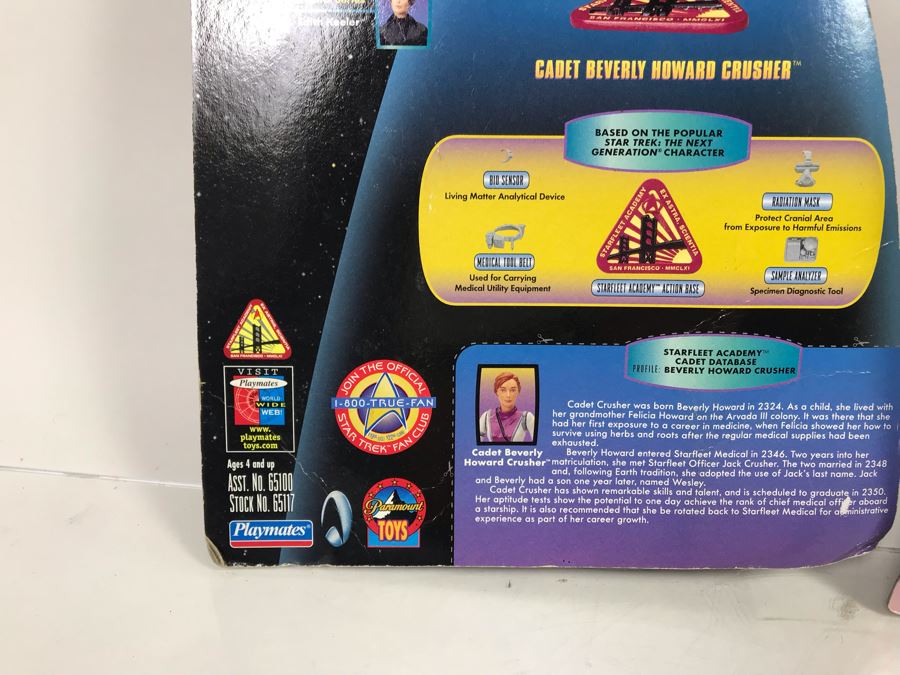 Edith Keeler
SAN FRANCISCO • MMCLXI
CADET BEVERLY HOWARD CRUSHER™
BASED ON THE POPULAR
STAR TREK: THE NEXT
GENERATION® CHARACTER
BIO SENSOR
Living Matter Analytical Device
MEDICAL TOOL BELT
Used for Carrying
Medical Utility Equipment
STARFLEET ACADEMY EX ASTRA, SCIENTIA
SAN FRANCISCO • MMCLXI
STARFLEET ACADEMY™ ACTION BASE
RADIATION MASK
Protect Cranial Area
from Exposure to Harmful Emissions
SAMPLE ANALYZER
Specimen Diagnostic Tool
SAN FRANCISCO • MMCLXI
VISIT
Playmates
WORLD
WIDE
WEB!
www.
playmates
toys.com
Ages 4 and up
ASST. NO. 65100
STOCK NO. 65117
Playmates®
JOIN THE OFFICIAL
1-800-TRUE-FAN
STAR TREK™ FAN CLUB
Paramount
TOYS
STARFLEET ACADEMY™
CADET DATABASE
PROFILE: BEVERLY HOWARD CRUSHER
Cadet Beverly
Howard Crusher™
Cadet Crusher was born Beverly Howard in 2324. As a child, she lived with
her grandmother Felicia Howard on the Arvada III colony. It was there she
had her first exposure to a career in medicine, when Felicia showed her how to
survive using herbs and roots after the regular medical supplies had been
exhausted.
Beverly Howard entered Starfleet Medical in 2346. Two years into her
matriculation, she met Starfleet Officer Jack Crusher. The two married in 2348
and, following Earth tradition, she adopted the use of Jack's last name. Jack
and Beverly had a son one year later, named Wesley.
Cadet Crusher has shown remarkable skills and talent, and is scheduled to graduate in 2350.
Her aptitude tests show the potential to one day achieve the rank of chief medical officer aboard
a starship. It is also recommended that she be rotated back to Starfleet Medical for administrative
experience as part of her career growth.